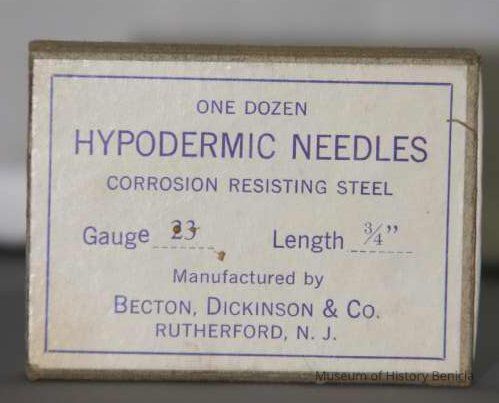 ONE DOZEN
HYPODERMIC NEEDLES
CORROSION RESISTING STEEL
Gauge 23 Length ¾"
Manufactured by
BECTON, DICKINSON & CO.
RUTHERFORD, N. J.
Museum of History Benicia